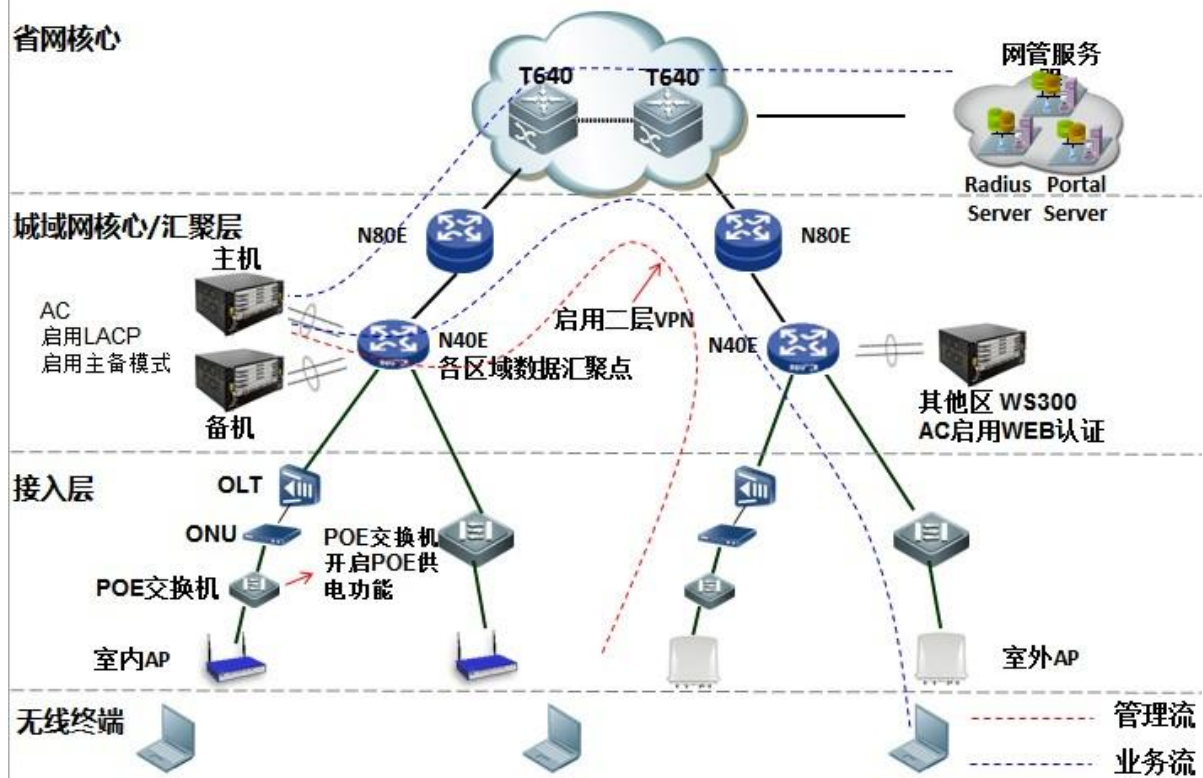 省网核心
网管服务
器
T640
T640
Radius Portal
Server Server
城域网核心/汇聚层
N80E
N80E
主机
AC
启用LACP
启用主备模式
启用二层VPN
N40E
N40E
各区域数据汇聚点
备机
其他区 WS300
AC启用WEB认证
接入层
OLT
ONU
POE交换机
开启POE供
电功能
POE交换机
室内AP
室外AP
无线终端
管理流
业务流